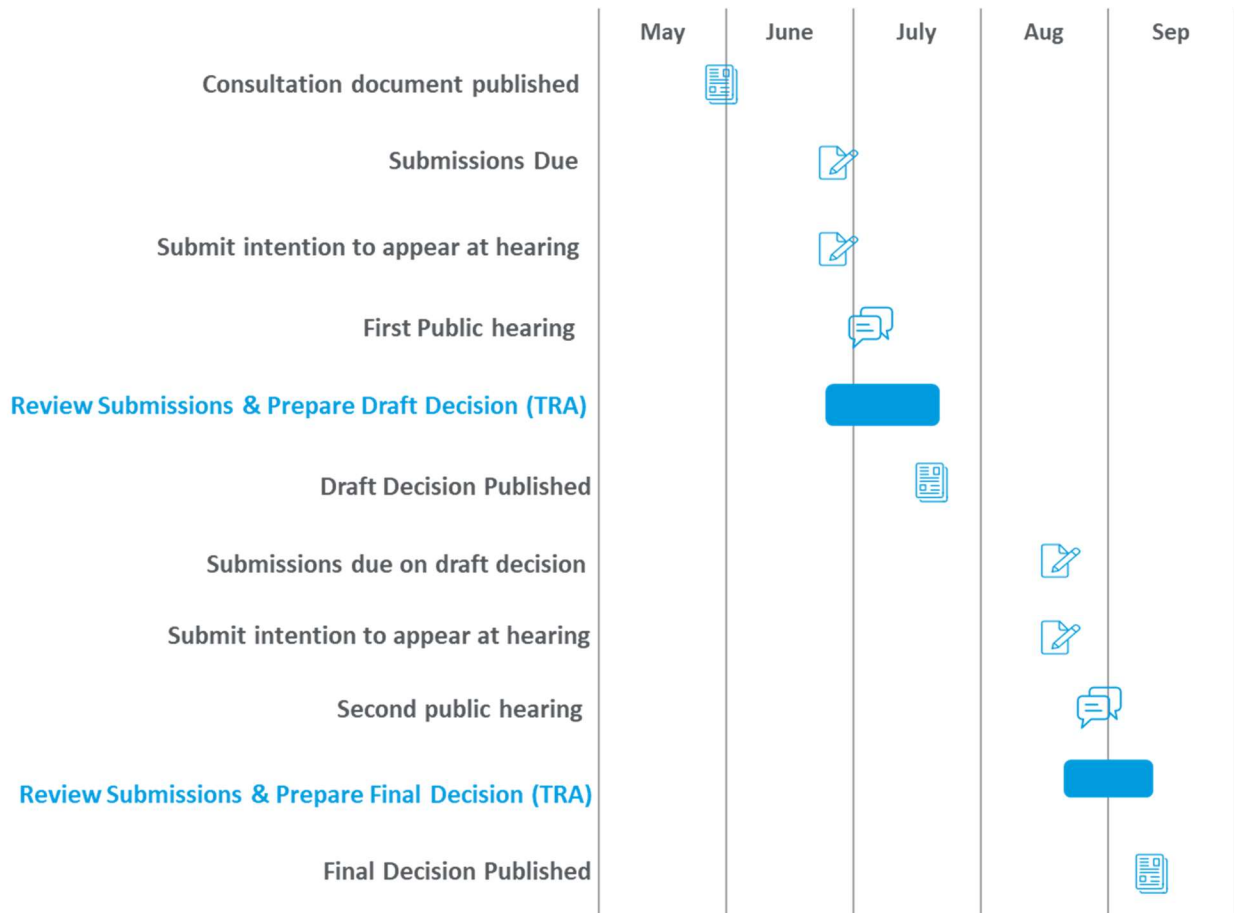 May June July Aug Sep
Consultation document published
Submissions Due
Submit intention to appear at hearing
First Public hearing
Review Submissions & Prepare Draft Decision (TRA)
Draft Decision Published
Submissions due on draft decision
Submit intention to appear at hearing
Second public hearing
Review Submissions & Prepare Final Decision (TRA)
Final Decision Published